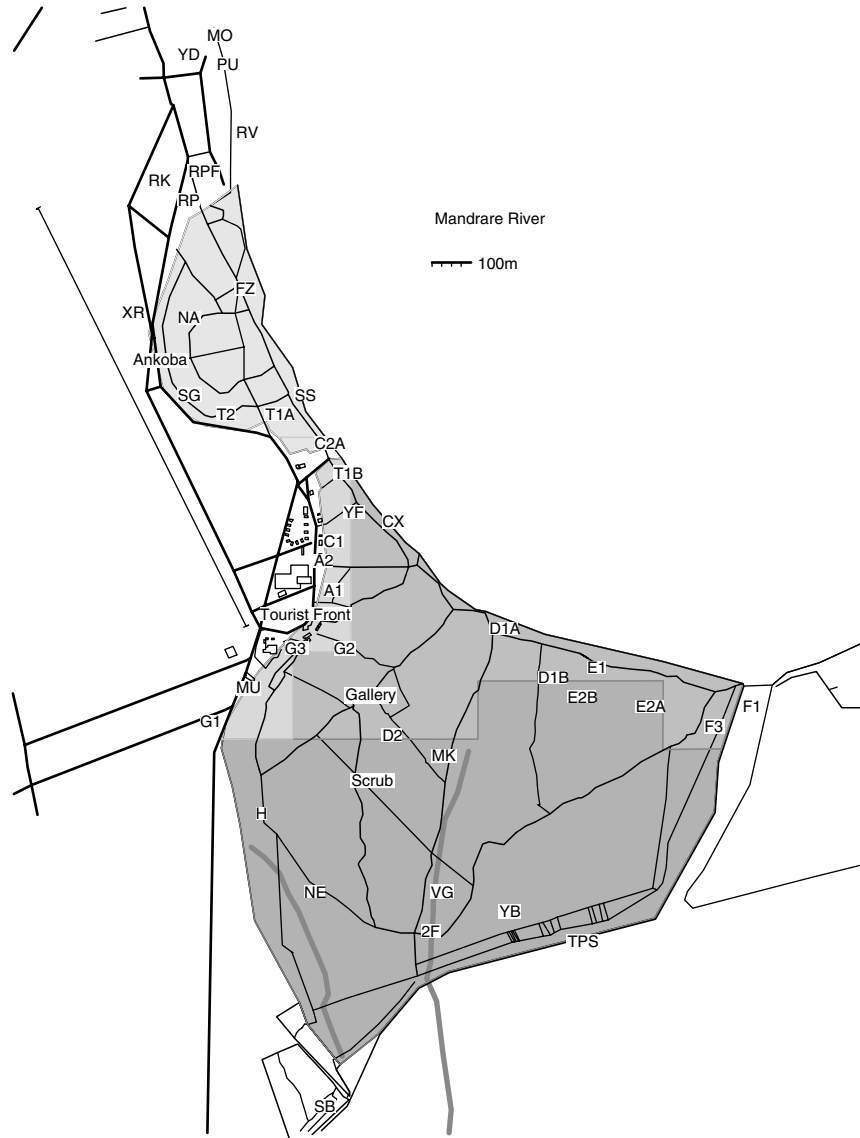 MO
YD
PU
RV
RPF
RK
RP
Mandrare River
100m
FZ
XR
NA
Ankoba
SG
SS
T2
T1A
C2A
T1B
YF
CX
C1
A2
A1
Tourist Front
D1A
G3
G2
E1
D1B
MU
Gallery
E2B
E2A
F1
G1
F3
D2
MK
Scrub
H
NE
VG
YB
2F
TPS
SB